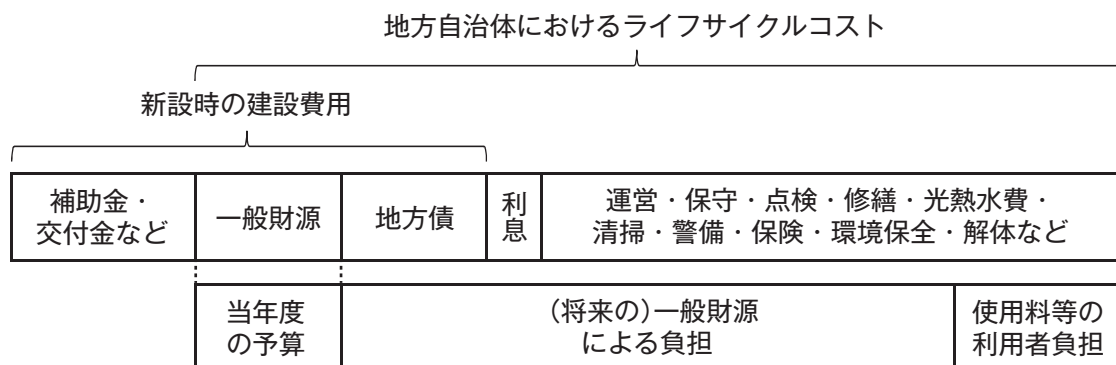 地方自治体におけるライフサイクルコスト
新設時の建設費用
補助金・
交付金など
一般財源
地方債
利
息
運営・保守・点検・修繕・光熱水費・
清掃・警備・保険・環境保全・解体など
当年度
の予算
(将来の)一般財源
による負担
使用料等の
利用者負担